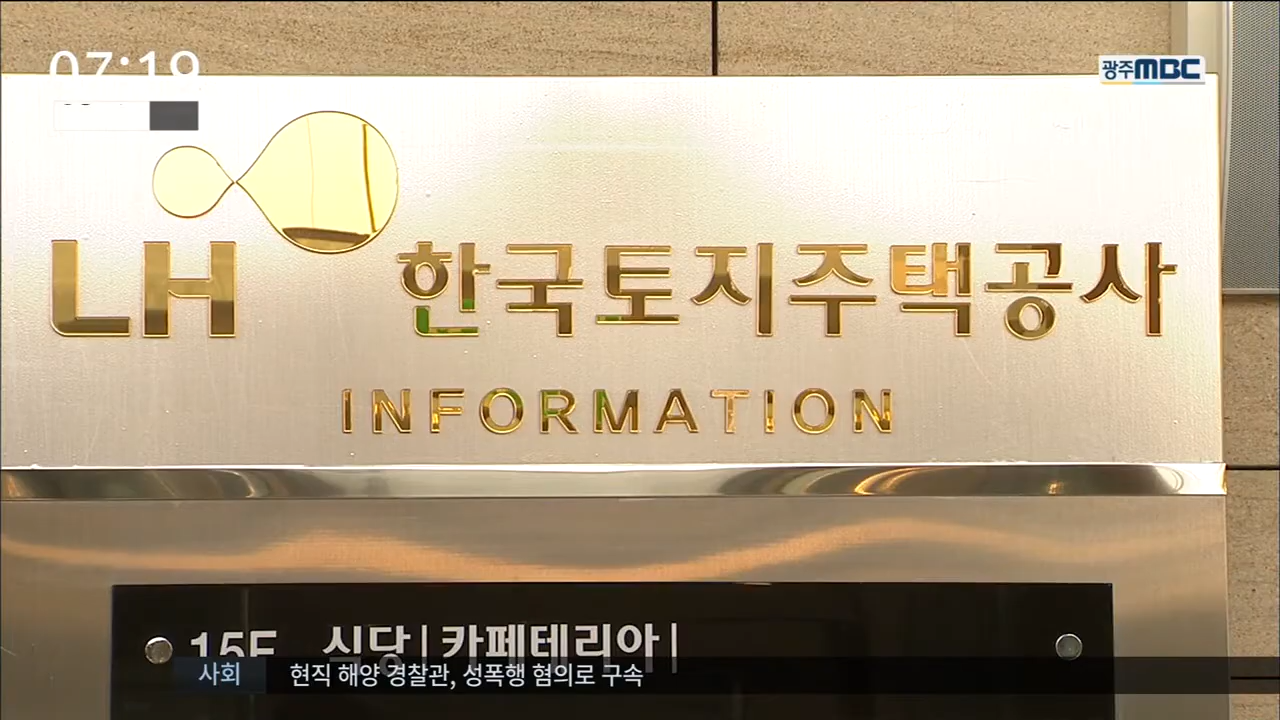 07:19
광주MBC
LH 한국토지주택공사
INFORMATION
15F 식당 | 카페테리아 |
사회 현직 해양 경찰관, 성폭행 혐의로 구속